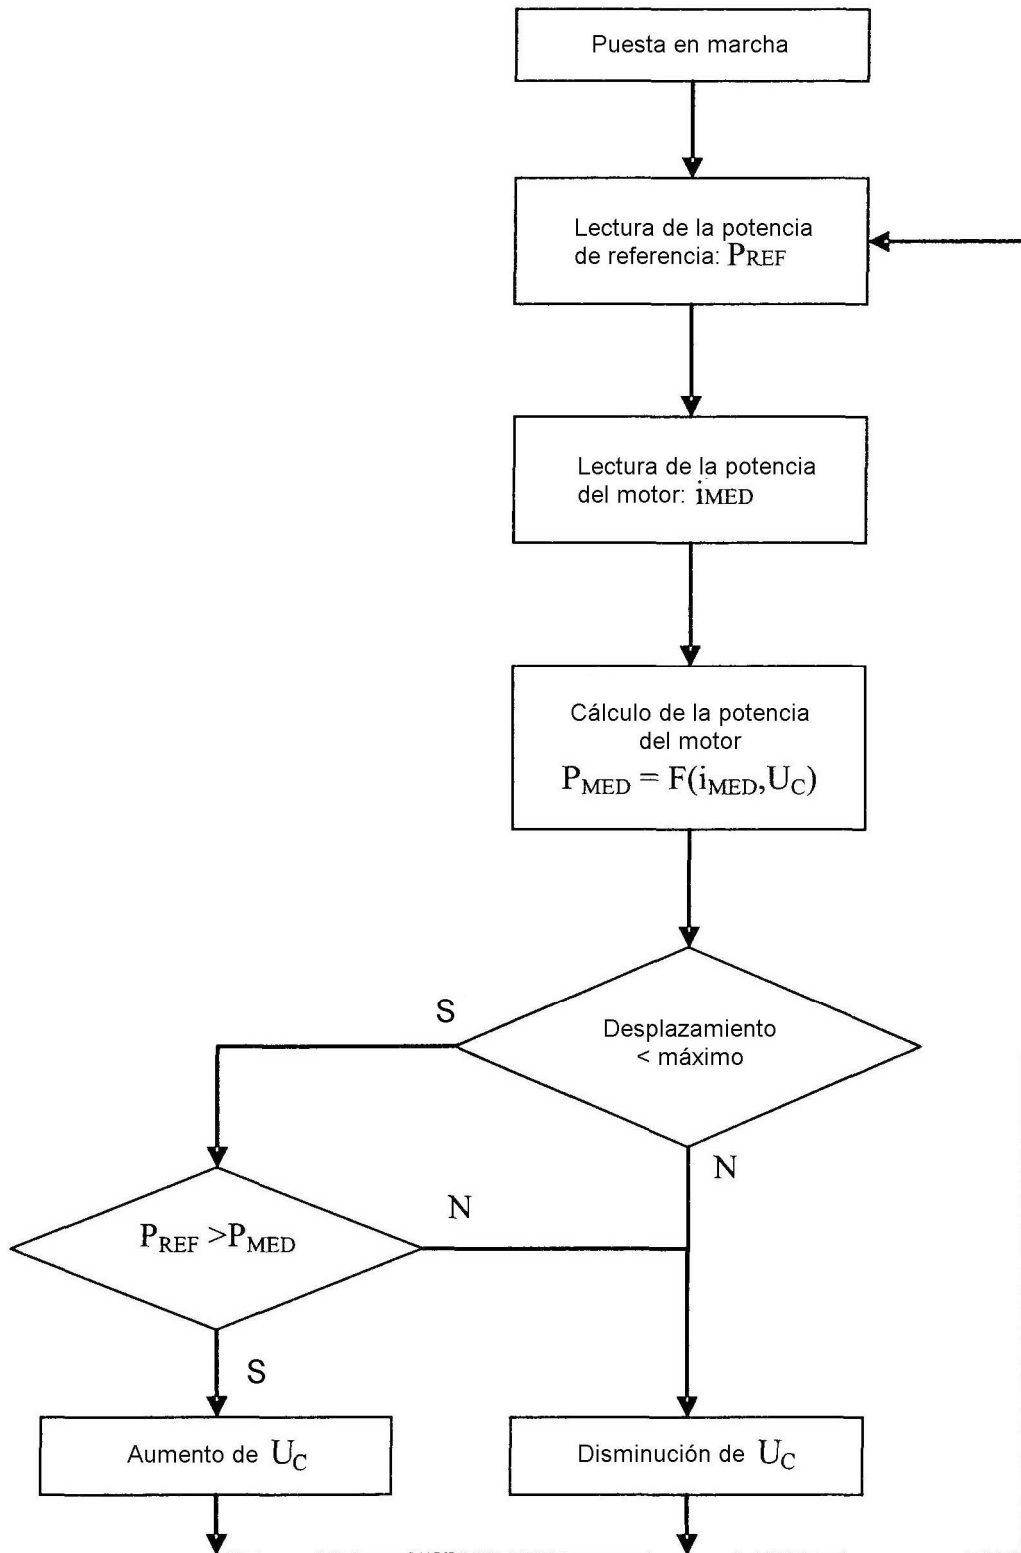 Puesta en marcha
Lectura de la potencia
de referencia: PREF
Lectura de la potencia
del motor: iMED
Cálculo de la potencia
del motor
PMED = F(iMED,UC)
S
Desplazamiento
< máximo
N
N
PREF >PMED
S
Aumento de UC
Disminución de UC